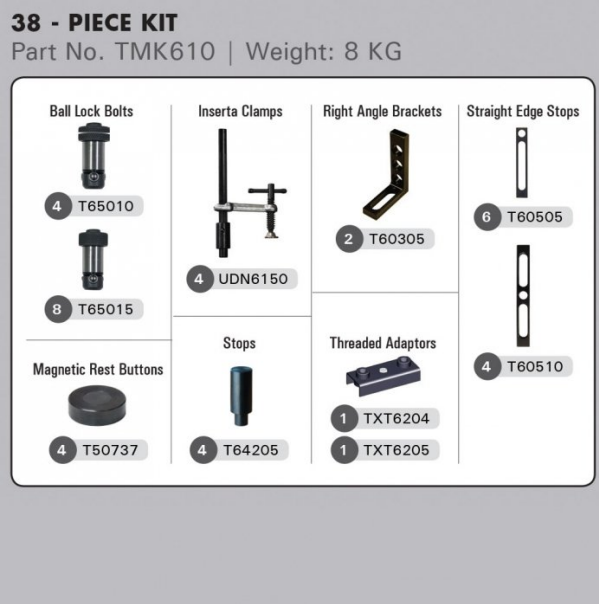 38 - PIECE KIT
Part No. TMK610 | Weight: 8 KG
Ball Lock Bolts
4 T65010
8 T65015
Magnetic Rest Buttons
4 T50737
Inserta Clamps
4 UDN6150
Stops
4 T64205
Right Angle Brackets
2 T60305
Threaded Adaptors
1 TXT6204
1 TXT6205
Straight Edge Stops
6 T60505
4 T60510